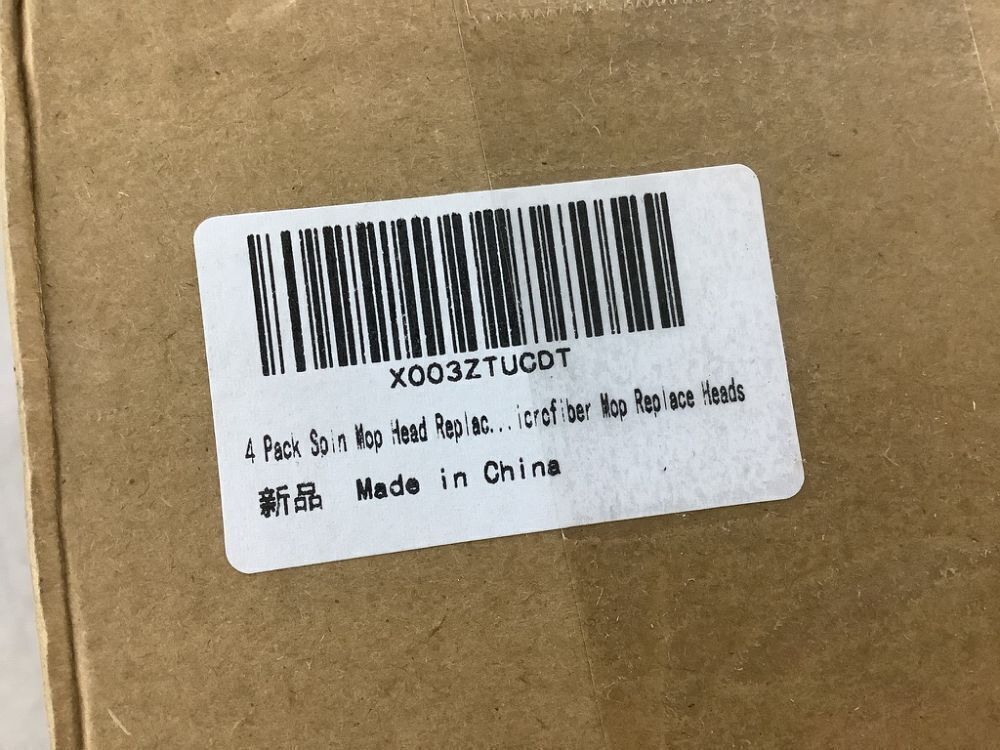 X003ZTUCDT
4 Pack Spin Mop Head Replac...icrofiber Mop Replace Heads
新品 Made in China